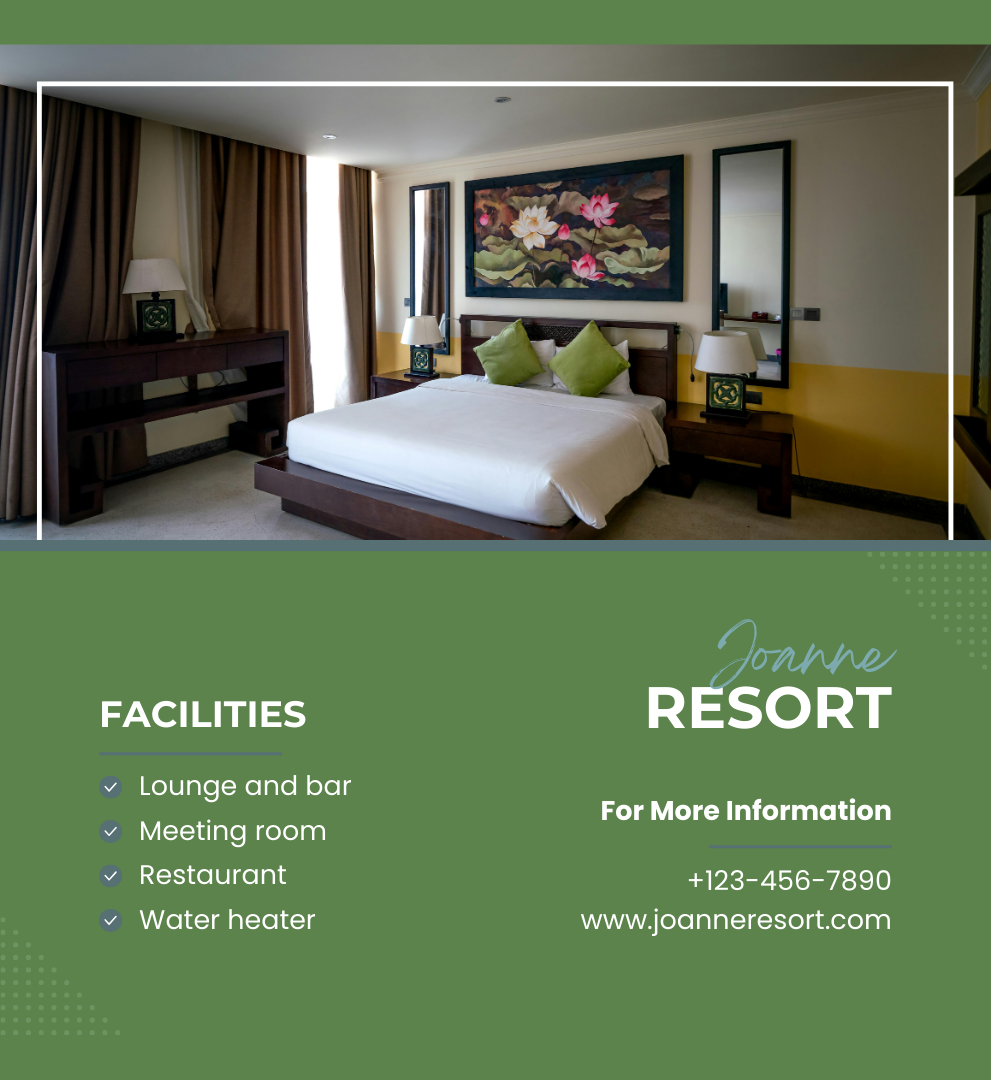 Joanne
RESORT
FACILITIES
Lounge and bar
Meeting room
Restaurant
Water heater
For More Information
+123-456-7890
www.joanneresort.com